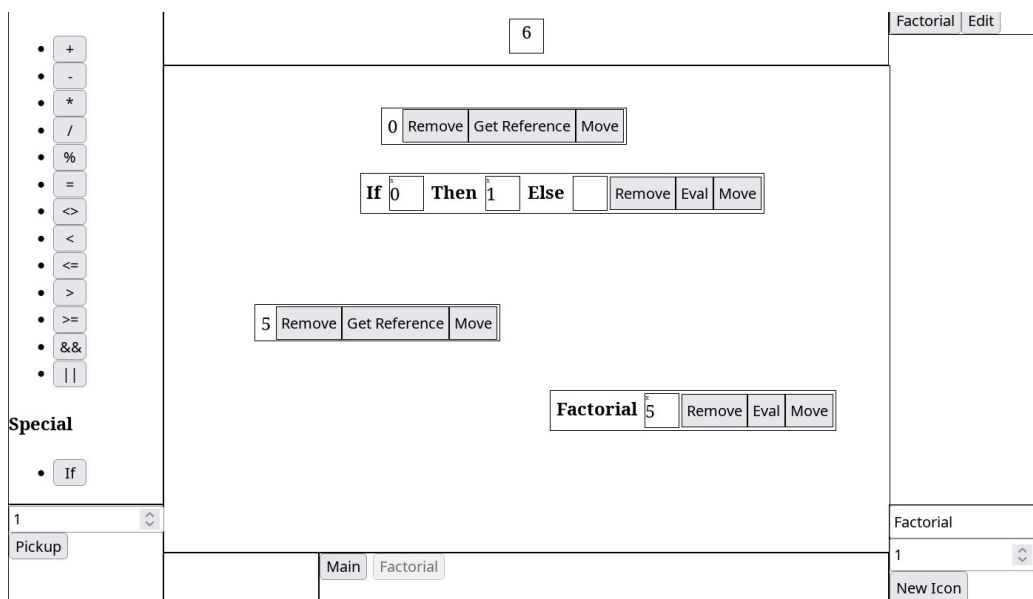 Factorial Edit
6
+
-
*
/
%
=
<>
<
<=
>
>=
&&
||
Special
If
1
Pickup
0 Remove Get Reference Move
If x 0 Then x 1 Else Remove Eval Move
5 Remove Get Reference Move
Factorial x 5 Remove Eval Move
Main Factorial
Factorial
1
New Icon